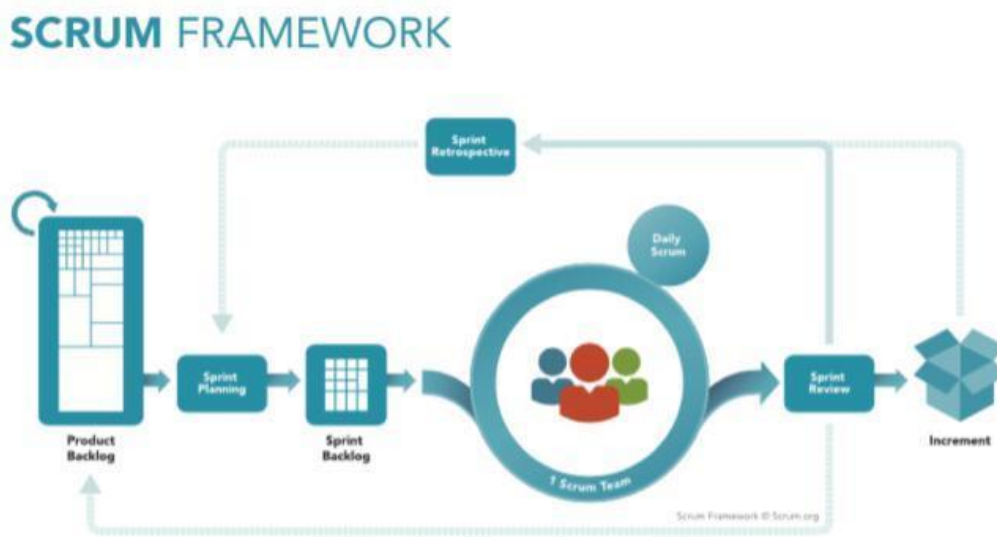 SCRUM FRAMEWORK
Sprint
Retrospective
Daily
Scrum
Sprint
Planning
Sprint
Review
Product
Backlog
Sprint
Backlog
Increment
1 Scrum Team
Scrum Framework © Scrum.org